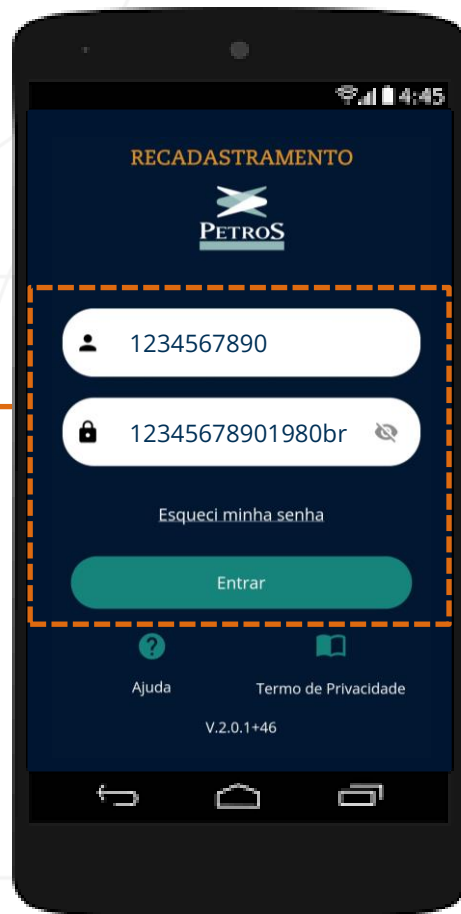 4:45
RECADASTRAMENTO
PETROS
1234567890
12345678901980br
Esqueci minha senha
Entrar
Ajuda
Termo de Privacidade
V.2.0.1+46